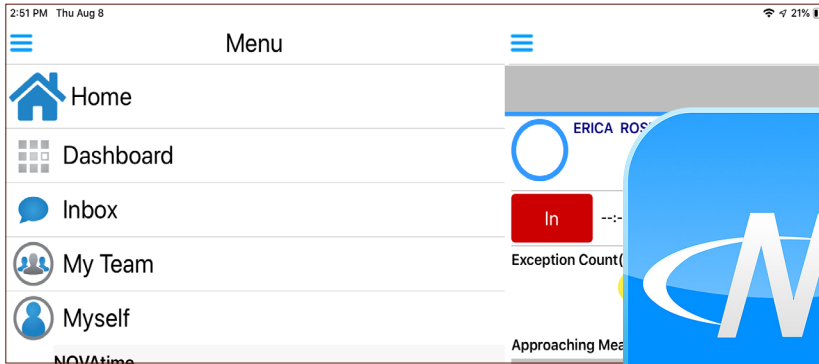 2:51 PM Thu Aug 8
21%
Menu
Home
Dashboard
Inbox
My Team
Myself
NOVAtime
ERICA
In
--:-
Exception Count(
Approaching Mea